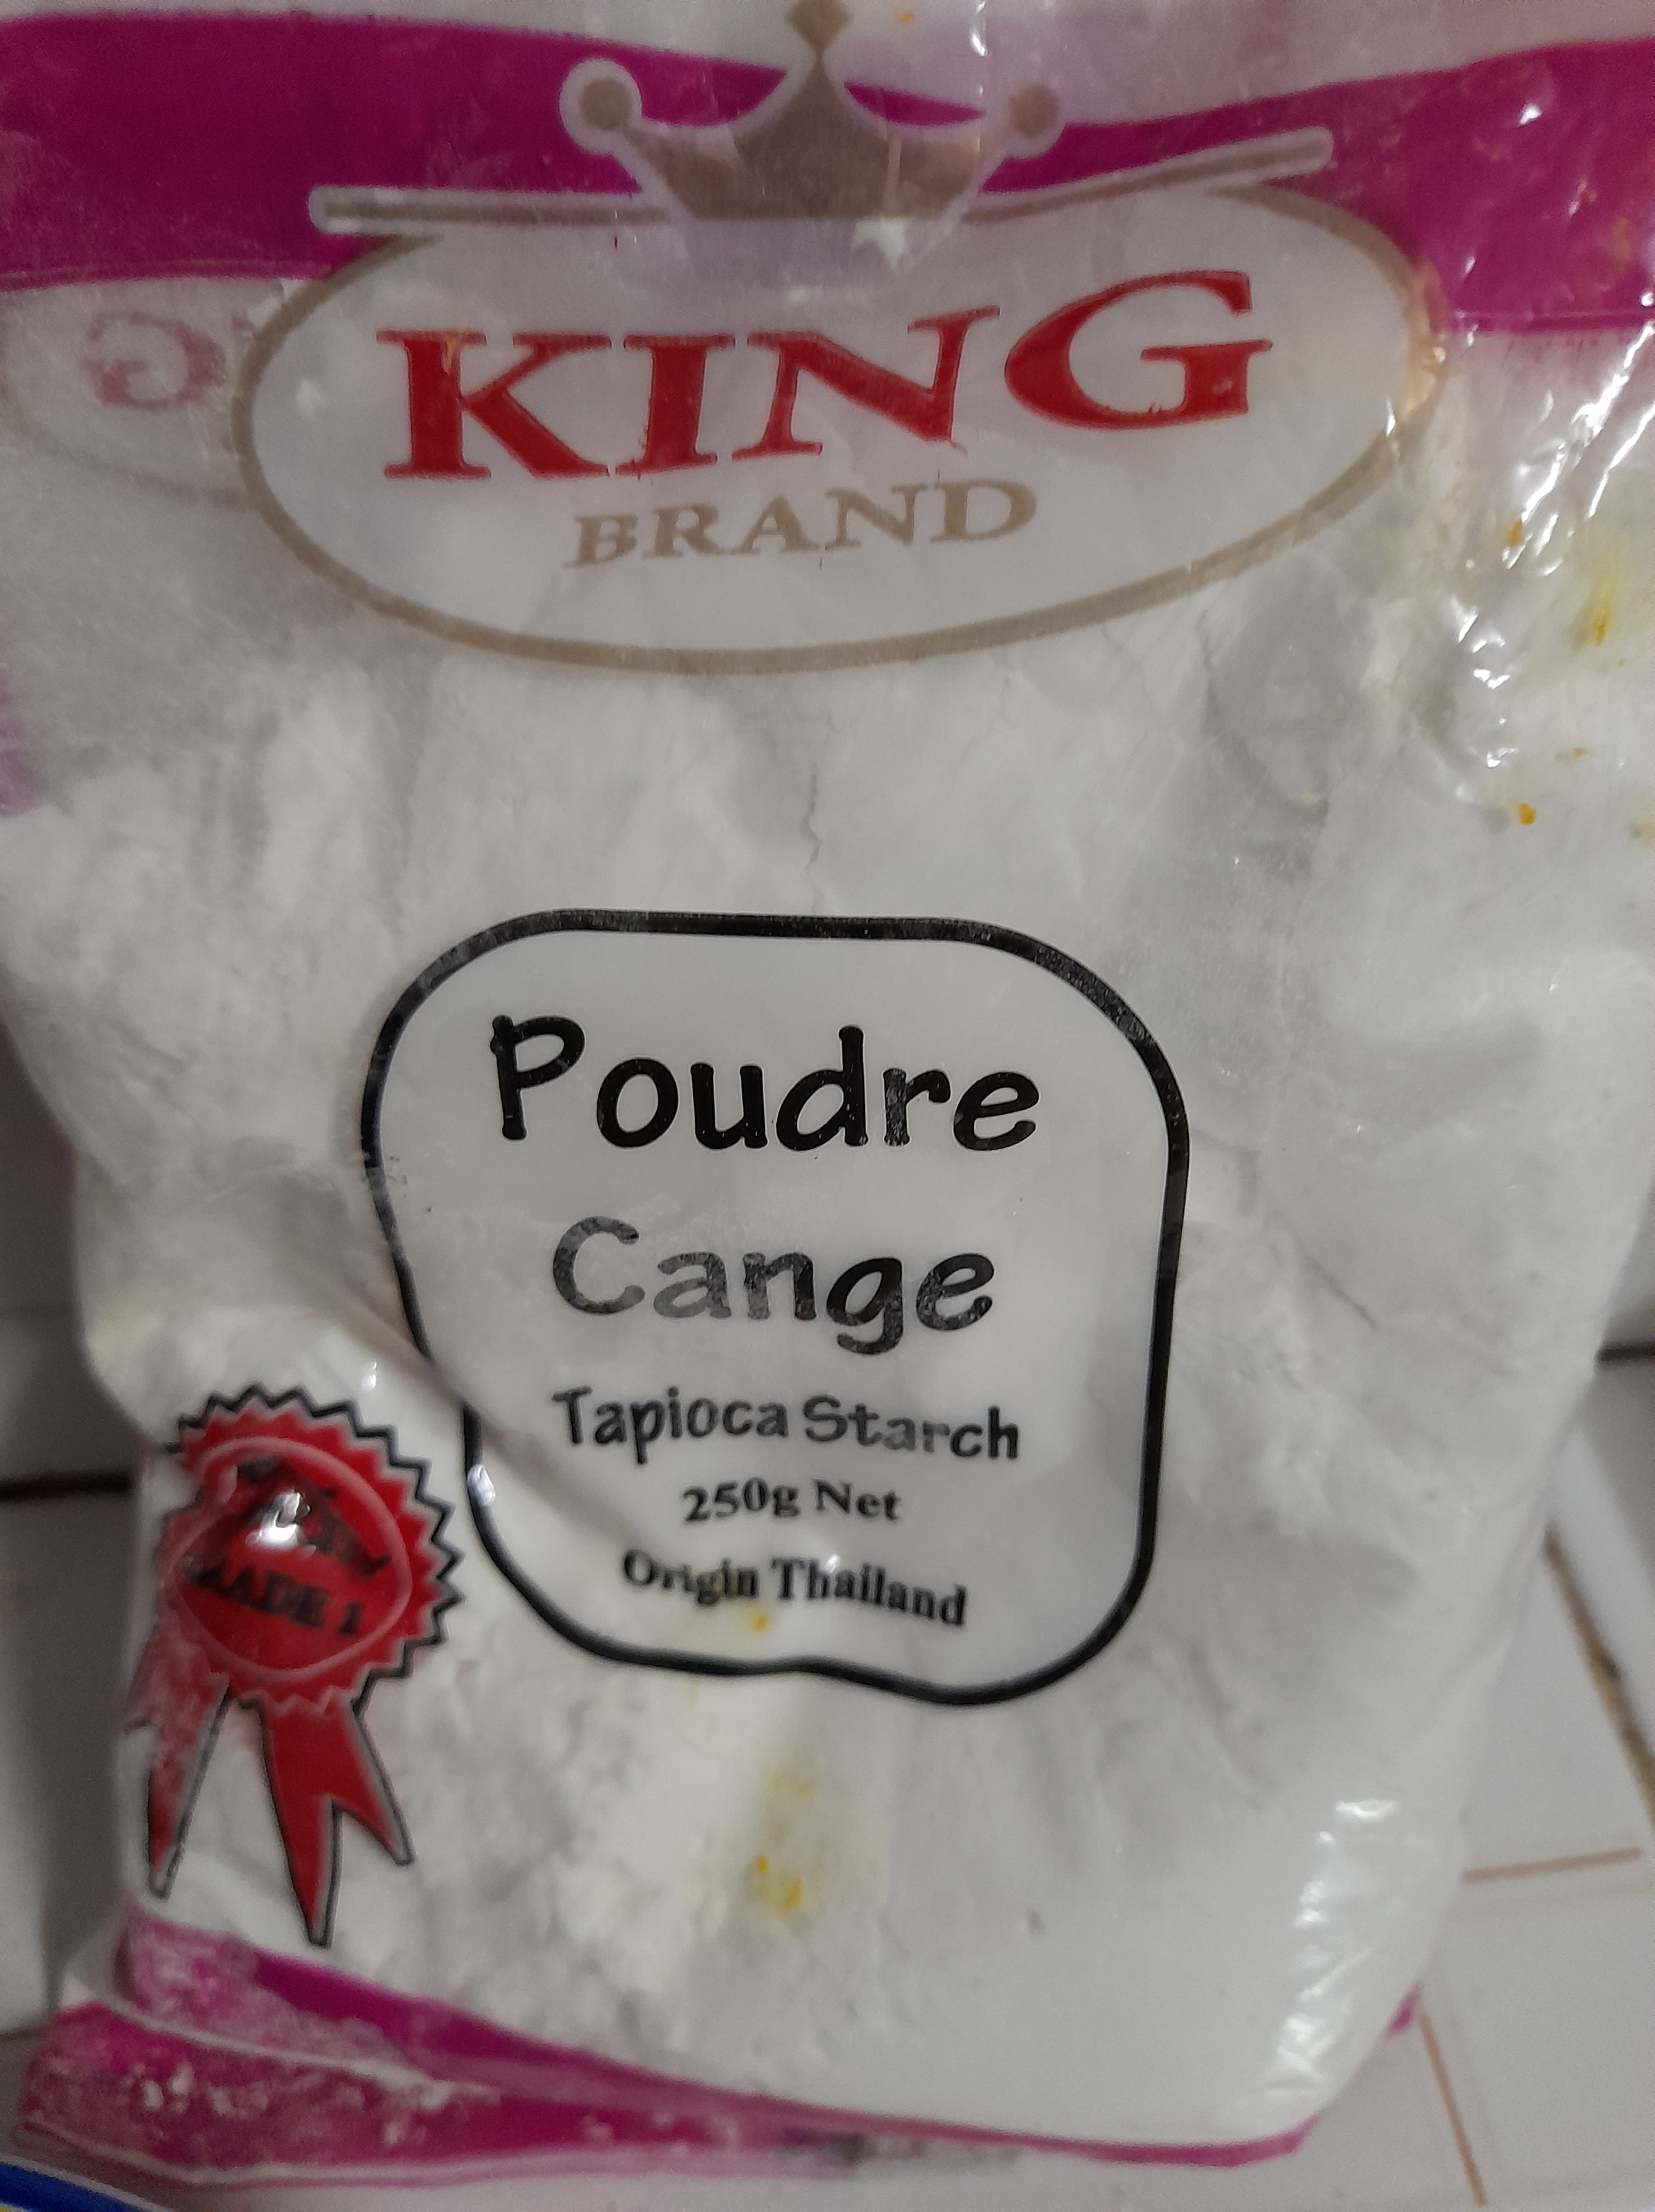 KING
BRAND
Poudre
Cange
Tapioca Starch
250g Net
Origin Thailand